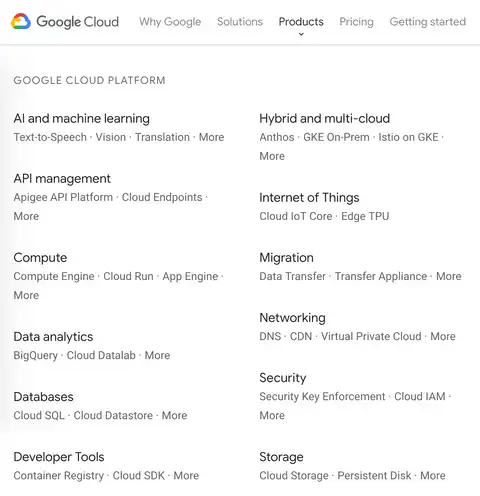 Google Cloud Why Google Solutions Products Pricing Getting started
GOOGLE CLOUD PLATFORM
AI and machine learning
Text-to-Speech · Vision · Translation · More
API management
Apigee API Platform · Cloud Endpoints ·
More
Compute
Compute Engine · Cloud Run · App Engine ·
More
Data analytics
BigQuery · Cloud Datalab · More
Databases
Cloud SQL · Cloud Datastore · More
Developer Tools
Container Registry · Cloud SDK · More
Hybrid and multi-cloud
Anthos · GKE On-Prem · Istio on GKE ·
More
Internet of Things
Cloud IoT Core · Edge TPU
Migration
Data Transfer · Transfer Appliance · More
Networking
DNS · CDN · Virtual Private Cloud · More
Security
Security Key Enforcement · Cloud IAM ·
More
Storage
Cloud Storage · Persistent Disk · More